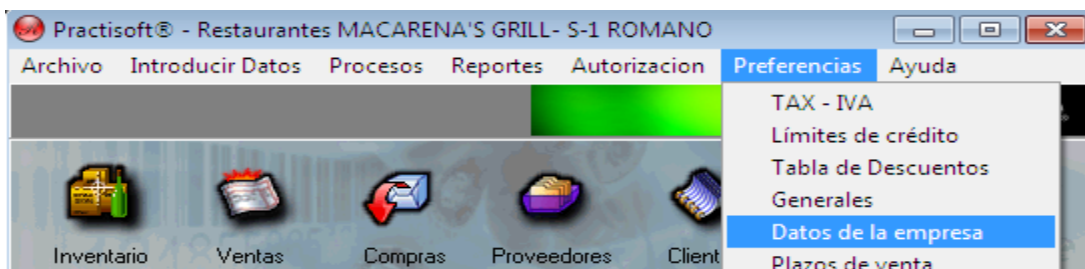 Practisoft® - Restaurantes MACARENA'S GRILL- S-1 ROMANO
Archivo Introducir Datos Procesos Reportes Autorizacion Preferencias Ayuda
TAX - IVA
Límites de crédito
Tabla de Descuentos
Generales
Datos de la empresa
Plazos de venta
Inventario Ventas Compras Proveedores Client